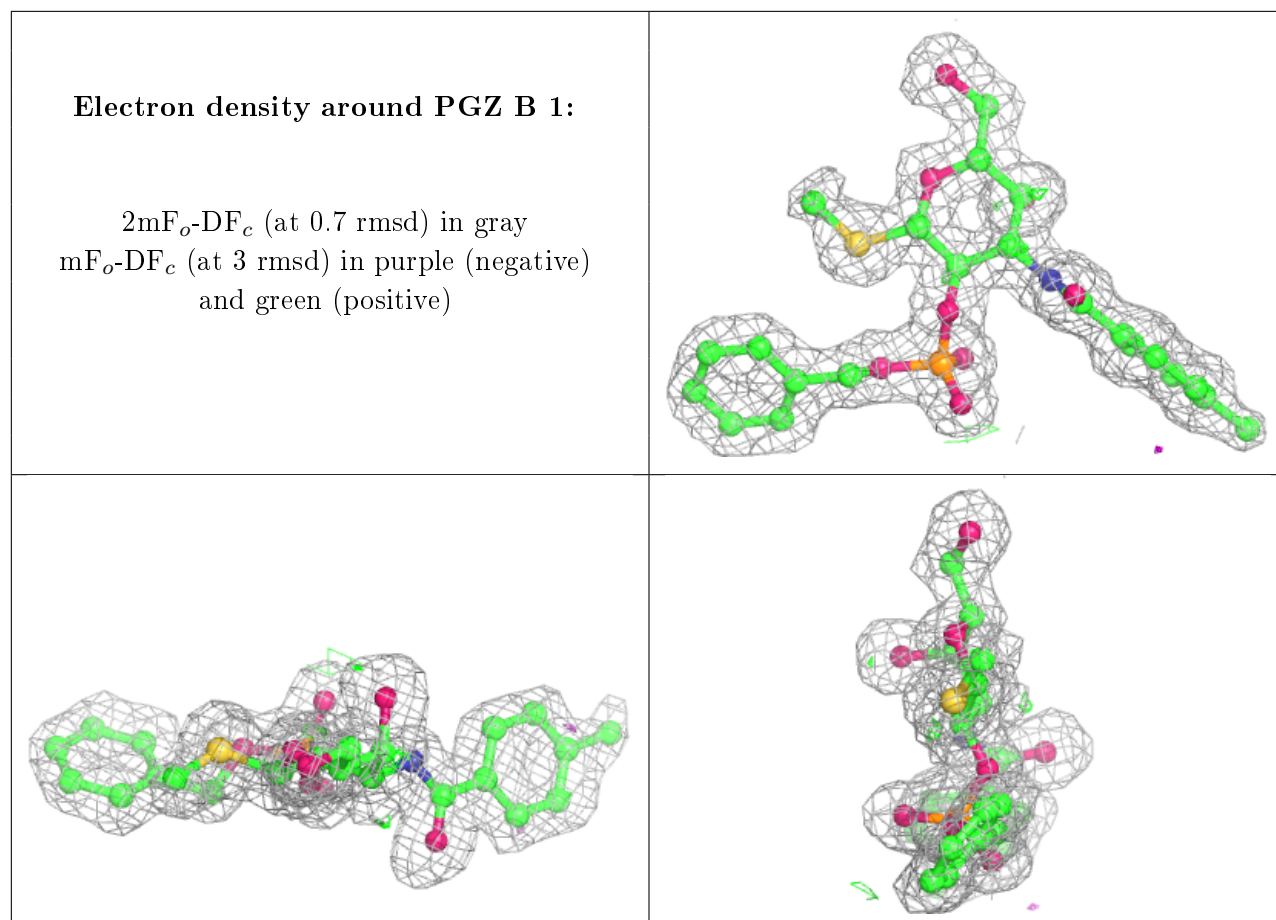 Electron density around PGZ B 1:
2mFo-DFc (at 0.7 rmsd) in gray
mFo-DFc (at 3 rmsd) in purple (negative)
and green (positive)